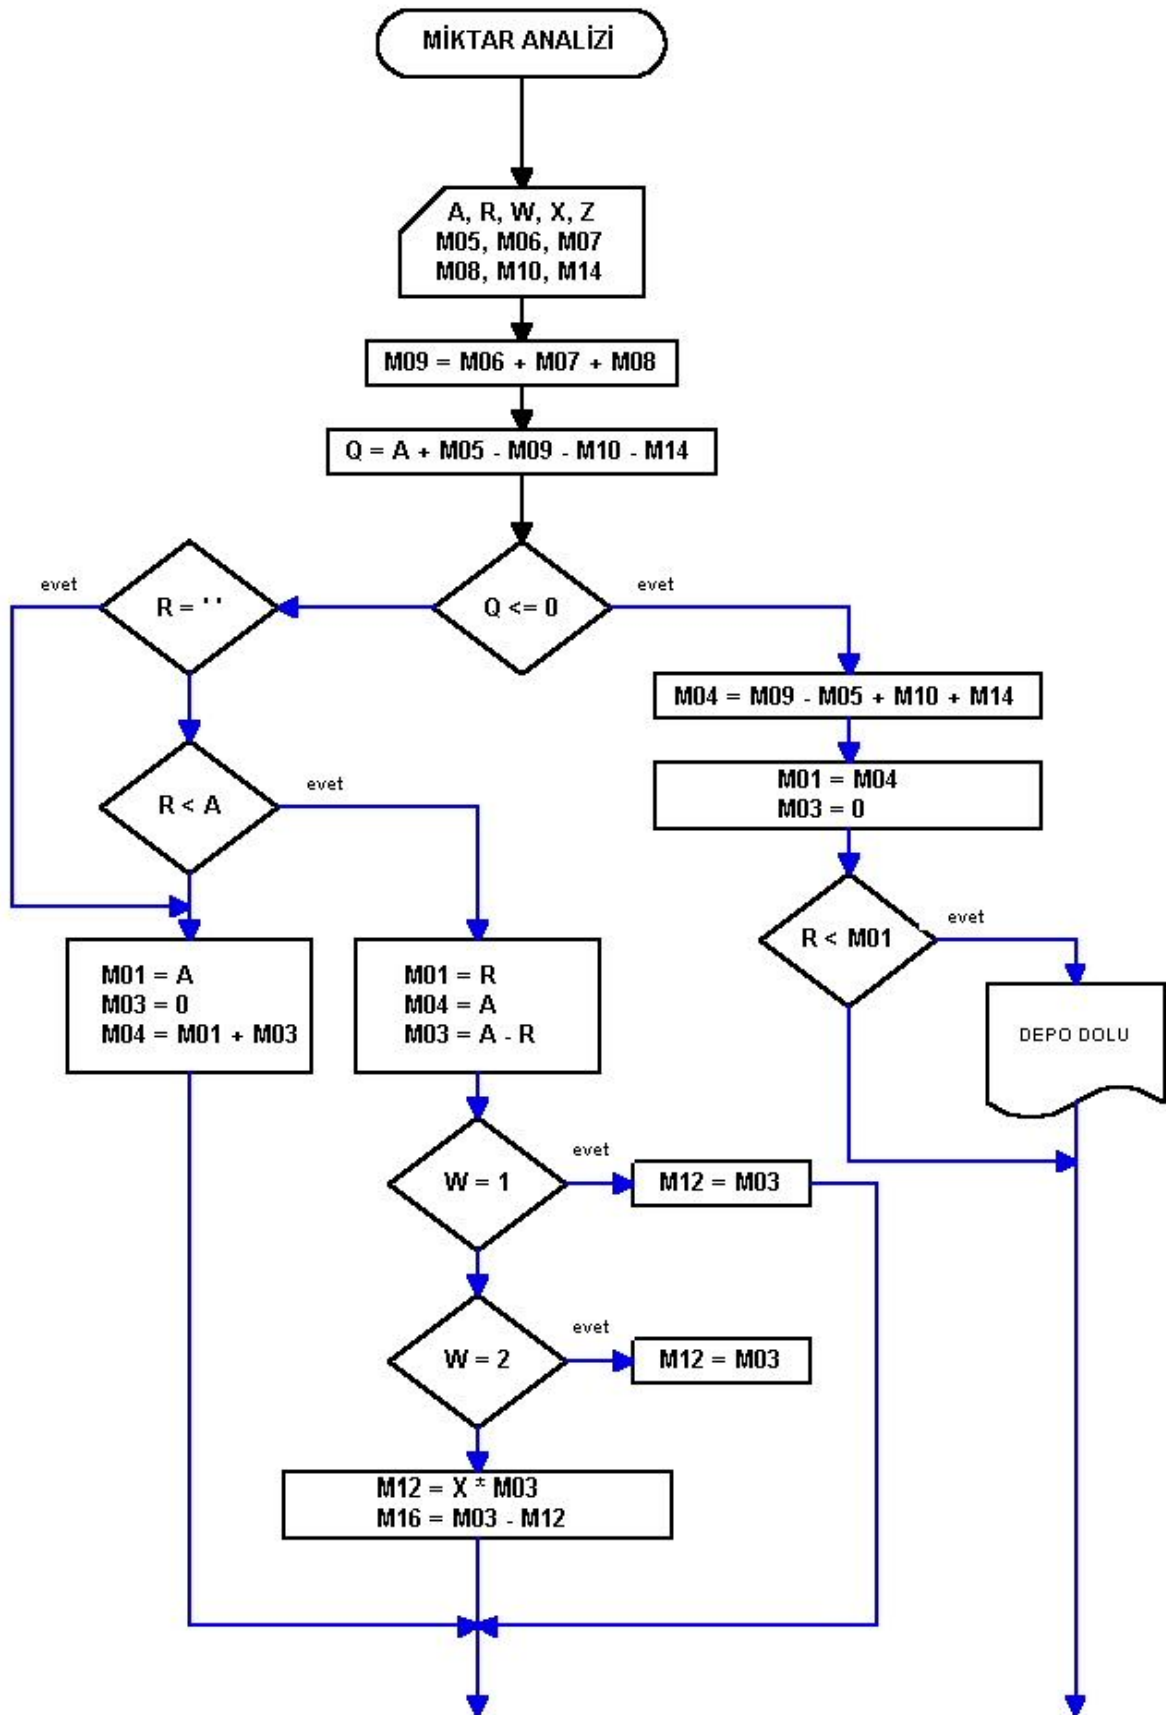 MİKTAR ANALİZİ
A, R, W, X, Z
M05, M06, M07
M08, M10, M14
M09 = M06 + M07 + M08
Q = A + M05 - M09 - M10 - M14
evet
R = ' '
Q <= 0
evet
M04 = M09 - M05 + M10 + M14
M01 = M04
M03 = 0
R < A
evet
R < M01
evet
DEPO DOLU
M01 = A
M03 = 0
M04 = M01 + M03
M01 = R
M04 = A
M03 = A - R
W = 1
evet
M12 = M03
W = 2
evet
M12 = M03
M12 = X * M03
M16 = M03 - M12